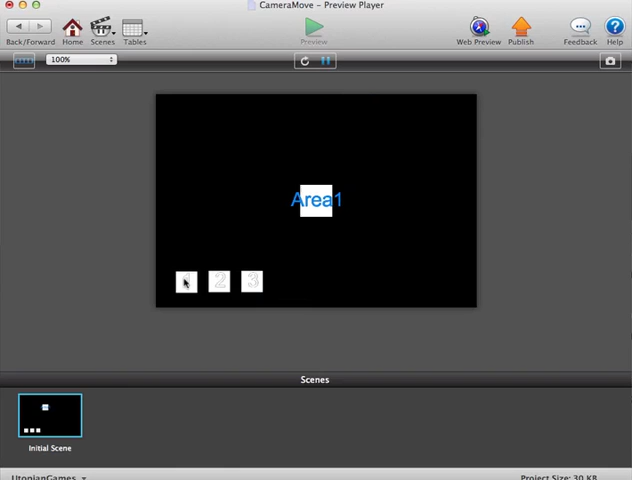 CameraMove – Preview Player
Back/Forward Home Scenes Tables Preview Web Preview Publish Feedback Help
100%
Area1
2 3
Scenes
Initial Scene
UtopianGames
Project Size: 30 KB